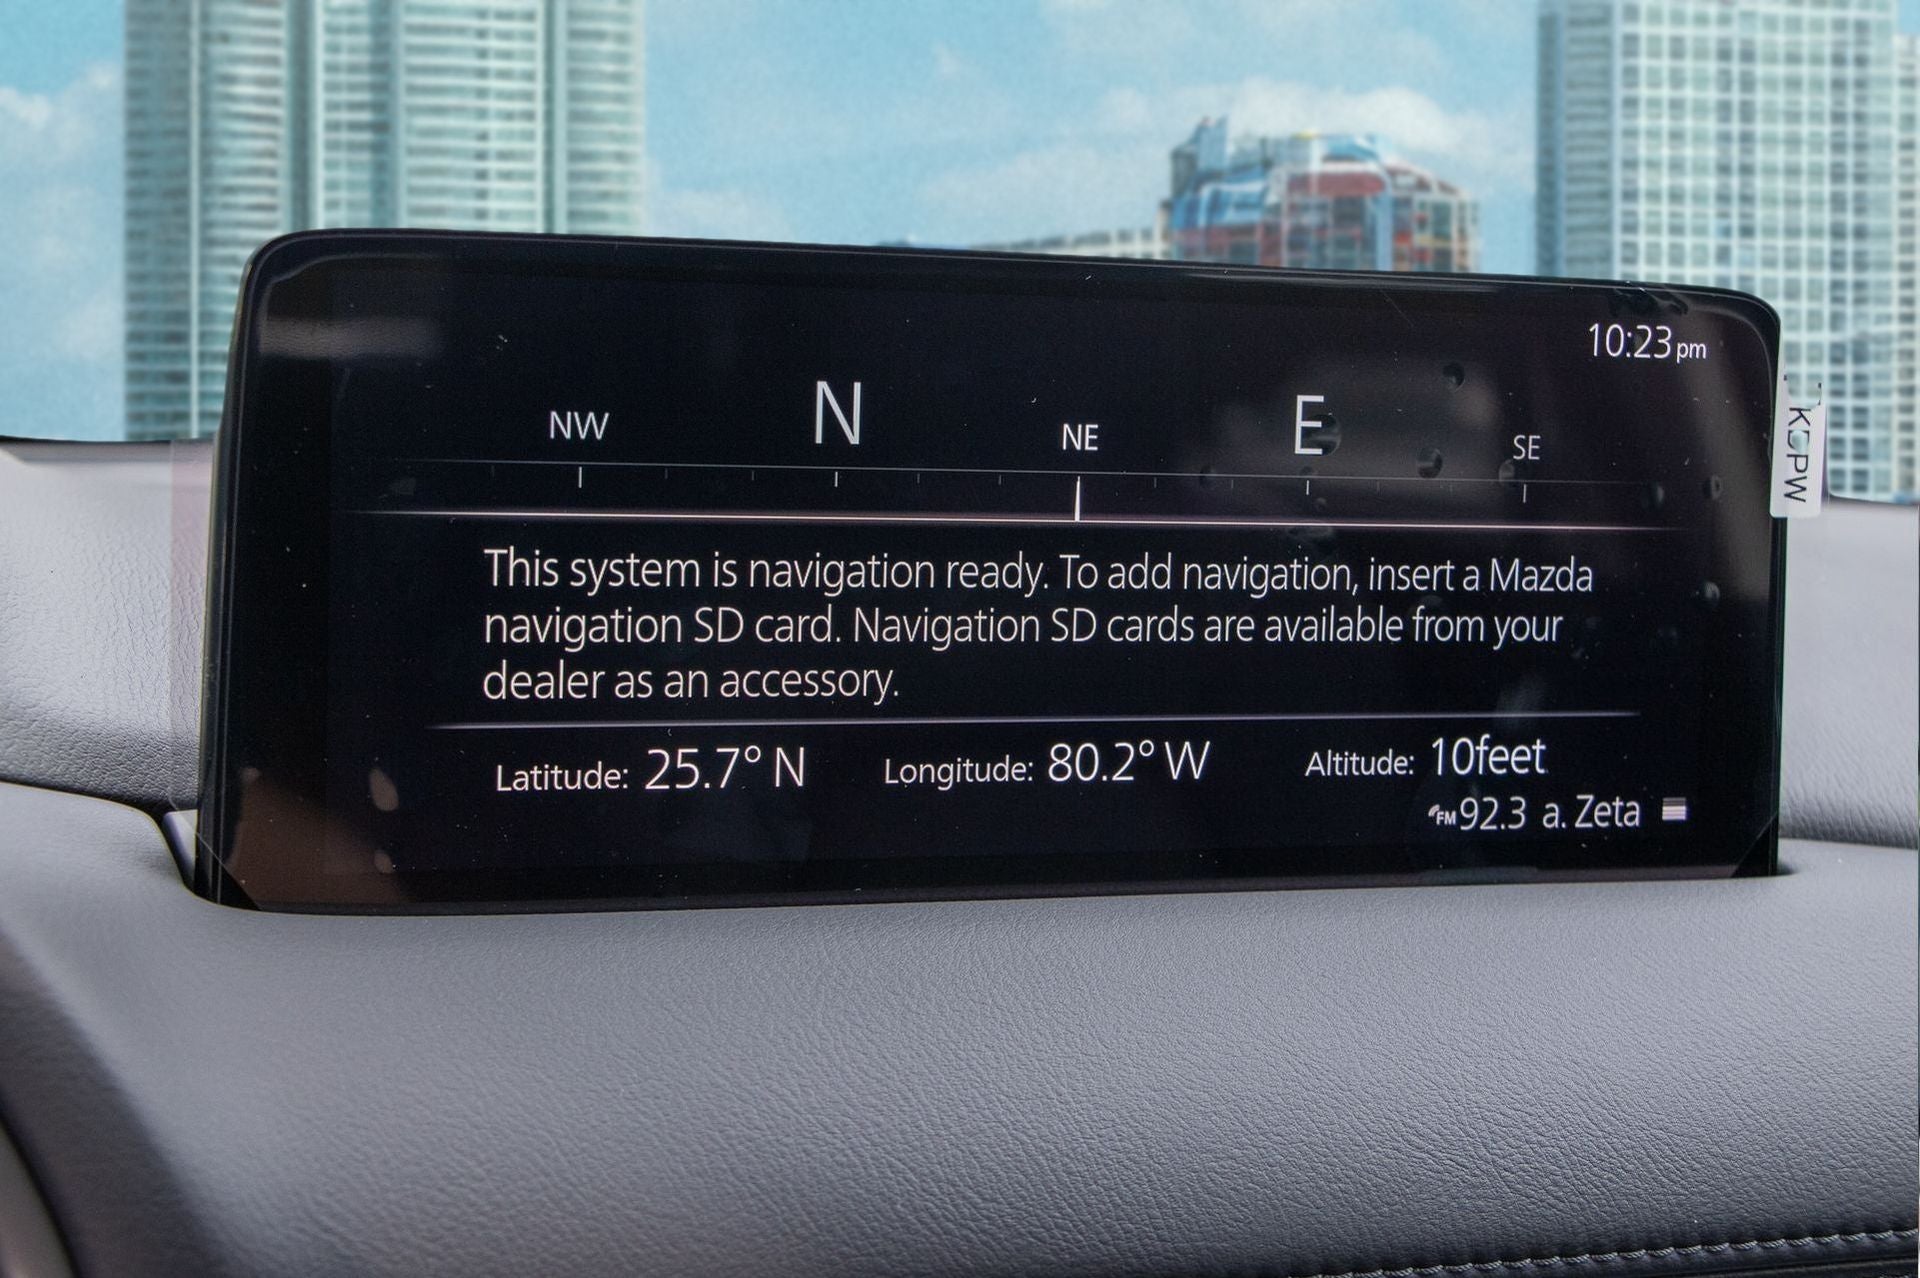 10:23 pm
NW N NE E SE
This system is navigation ready. To add navigation, insert a Mazda
navigation SD card. Navigation SD cards are available from your
dealer as an accessory.
Latitude: 25.7° N Longitude: 80.2° W Altitude: 10feet
FM 92.3 a. Zeta